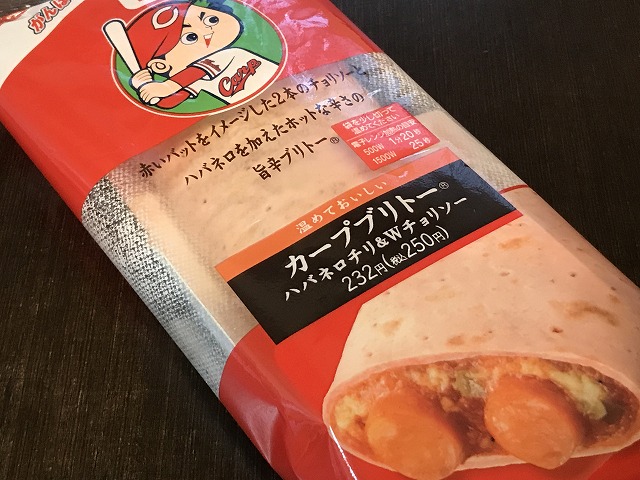 がんば
C
Carp
赤いバットをイメージした2本のチョリソーと、
ハバネロを加えたホットな辛さの
旨辛ブリトー®
袋を少し切って
温めてください
電子レンジ加熱の目安
500W 1分20秒
1500W 25秒
温めておいしい
カープブリトー®
ハバネロチリ&Wチョリソー
232円(税込250円)